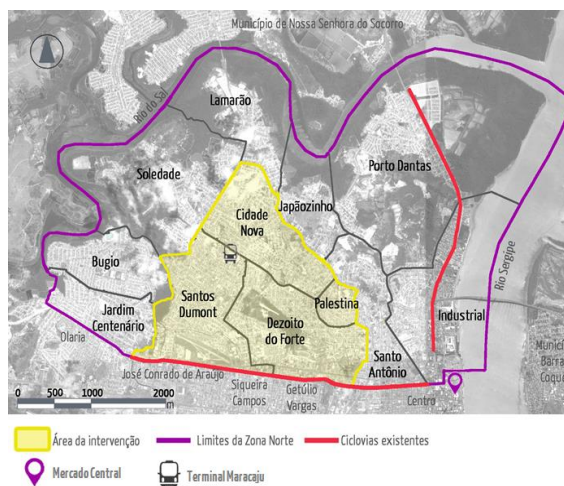 Município de Nossa Senhora do Socorro
Rio do Sal
Lamarão
Porto Dantas
Soledade
Japãozinho
Cidade
Nova
Bugio
Rio Sergipe
Santos
Dumont
Palestina
Jardim
Centenário
Dezoito
do Forte
Industrial
Olaria
Santo
Antônio
José Conrado de Araújo
Siqueira
Campos
Getúlio
Vargas
Centro
0 500 1000 2000
m
Área da intervenção
Limites da Zona Norte
Ciclovias existentes
Mercado Central
Terminal Maracaju